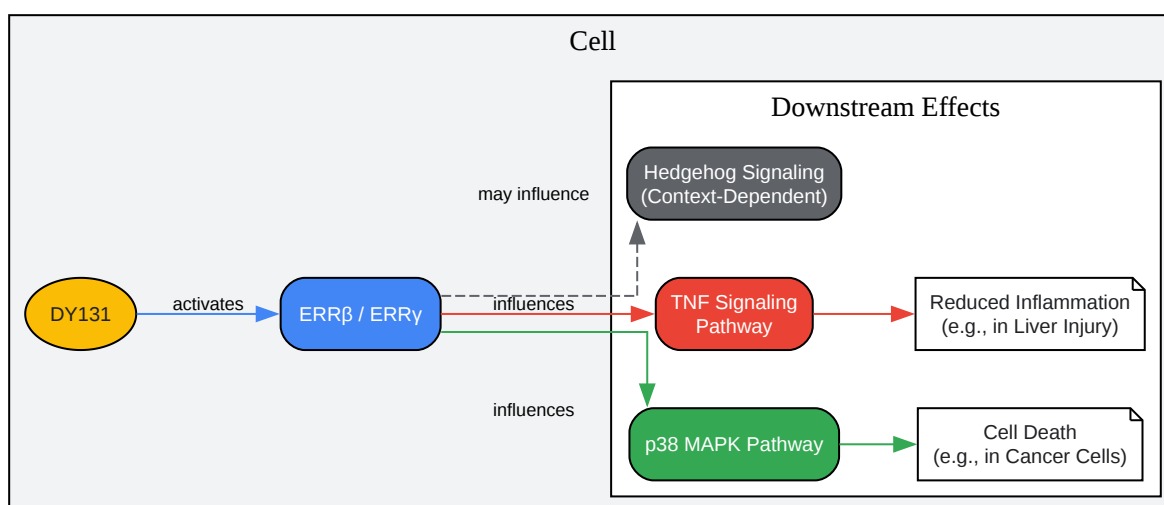 Cell
Downstream Effects
Hedgehog Signaling
(Context-Dependent)
may influence
DY131
activates
ERRβ / ERRγ
influences
TNF Signaling
Pathway
Reduced Inflammation
(e.g., in Liver Injury)
influences
p38 MAPK Pathway
Cell Death
(e.g., in Cancer Cells)